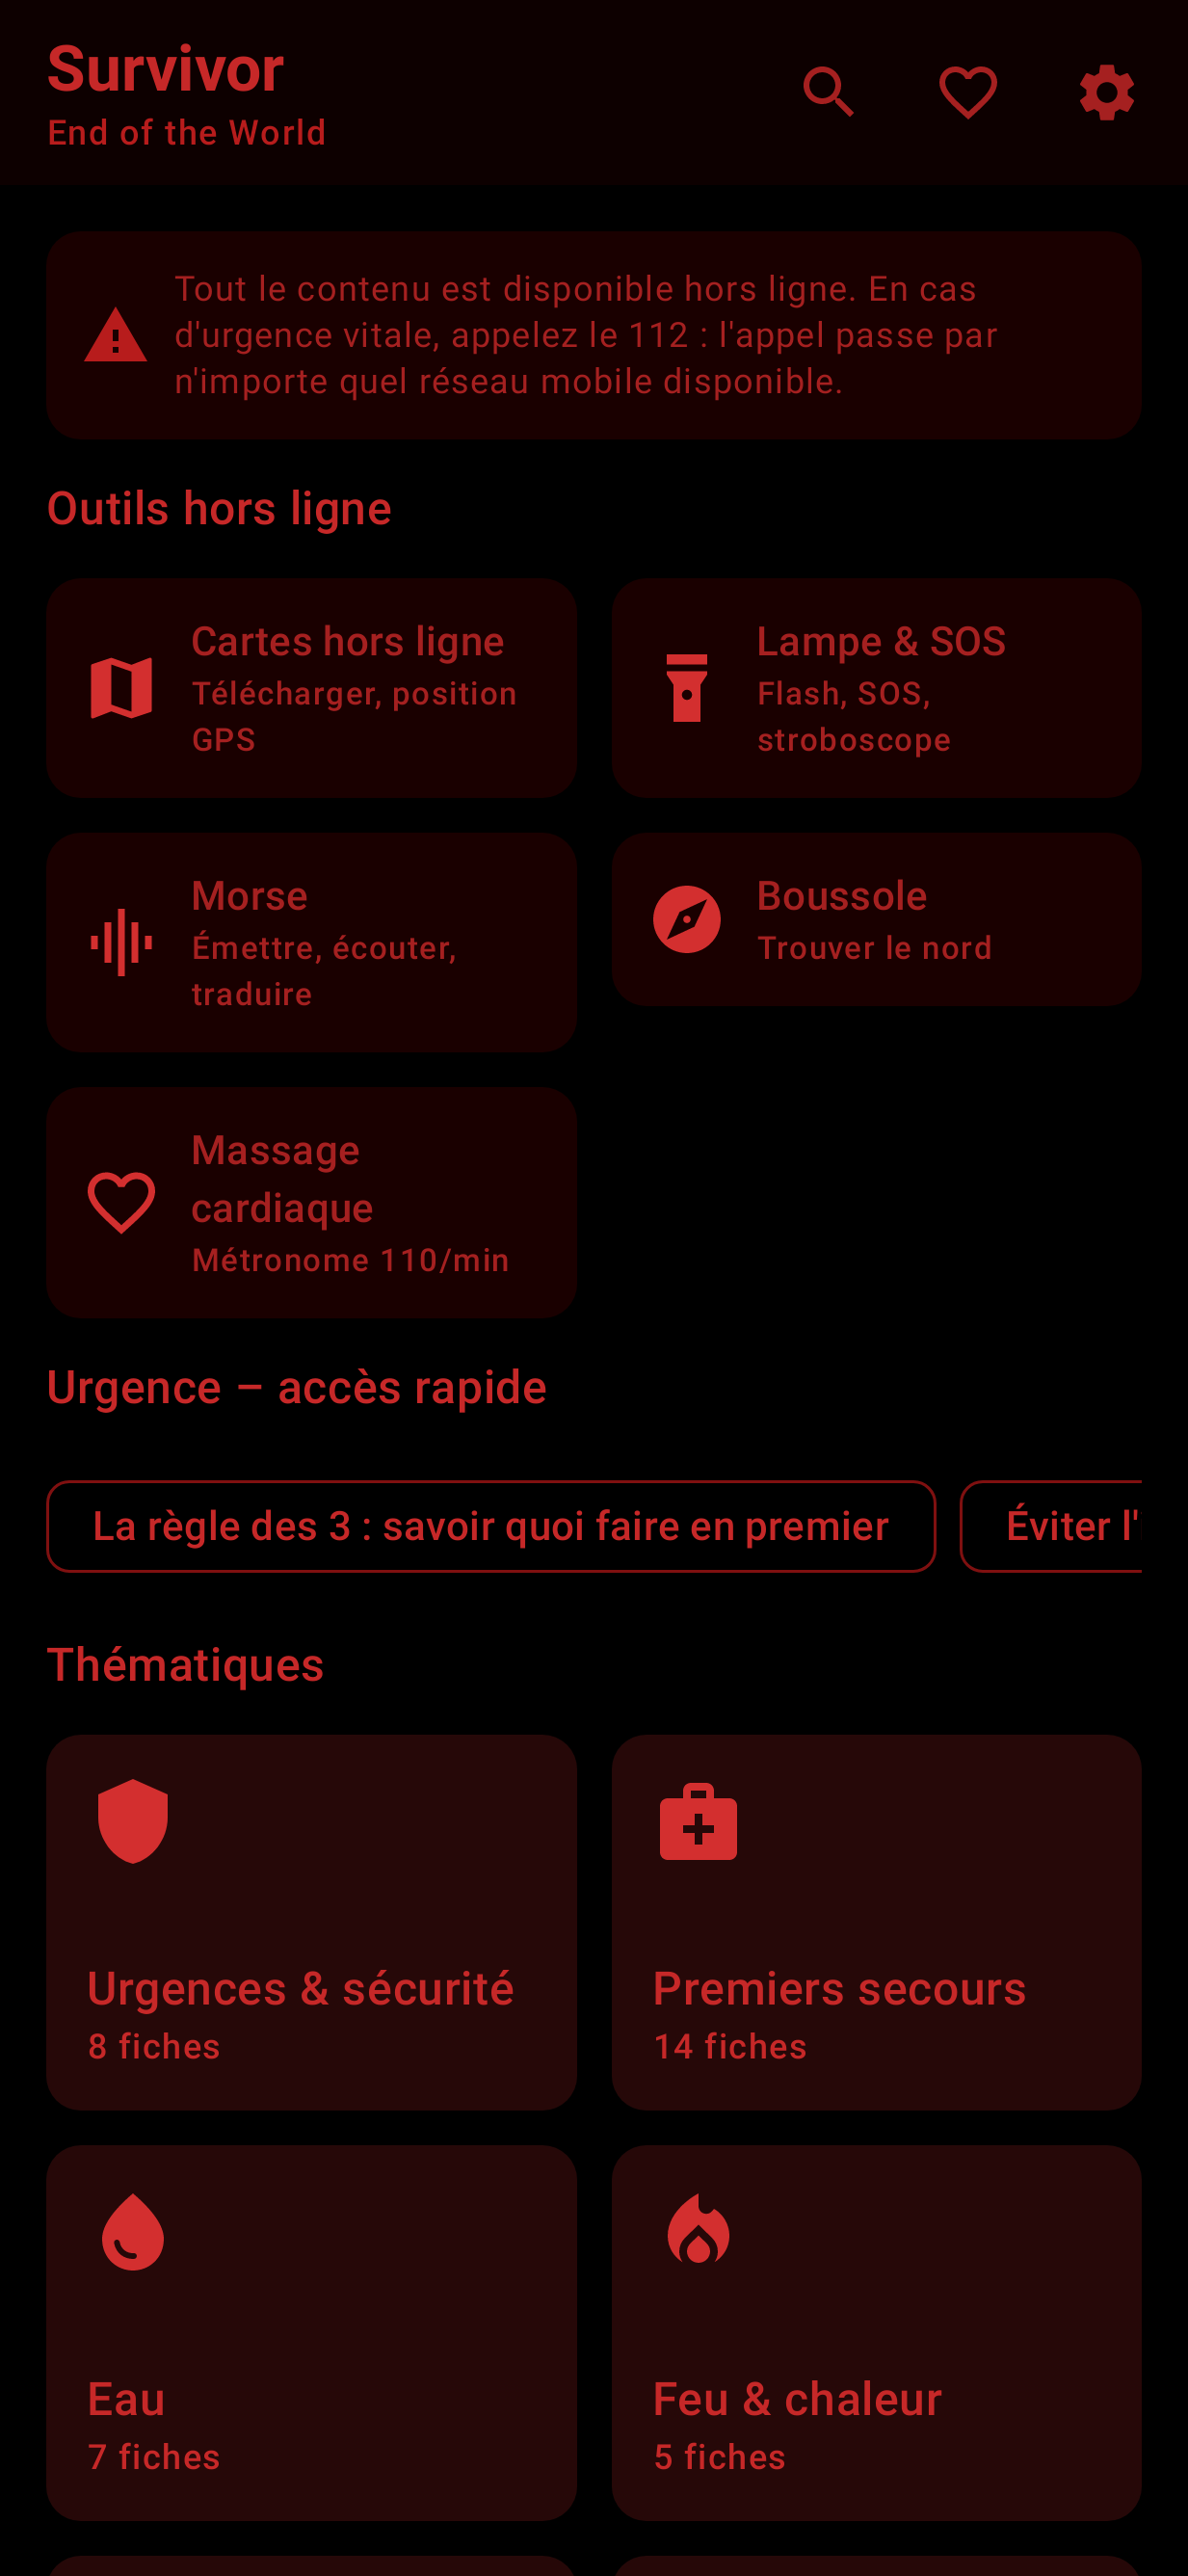 Survivor
End of the World
Tout le contenu est disponible hors ligne. En cas
d'urgence vitale, appelez le 112 : l'appel passe par
n'importe quel réseau mobile disponible.
Outils hors ligne
Cartes hors ligne
Télécharger, position
GPS
Lampe & SOS
Flash, SOS,
stroboscope
Morse
Émettre, écouter,
traduire
Boussole
Trouver le nord
Massage
cardiaque
Métronome 110/min
Urgence – accès rapide
La règle des 3 : savoir quoi faire en premier
Éviter l'
Thématiques
Urgences & sécurité
8 fiches
Premiers secours
14 fiches
Eau
7 fiches
Feu & chaleur
5 fiches